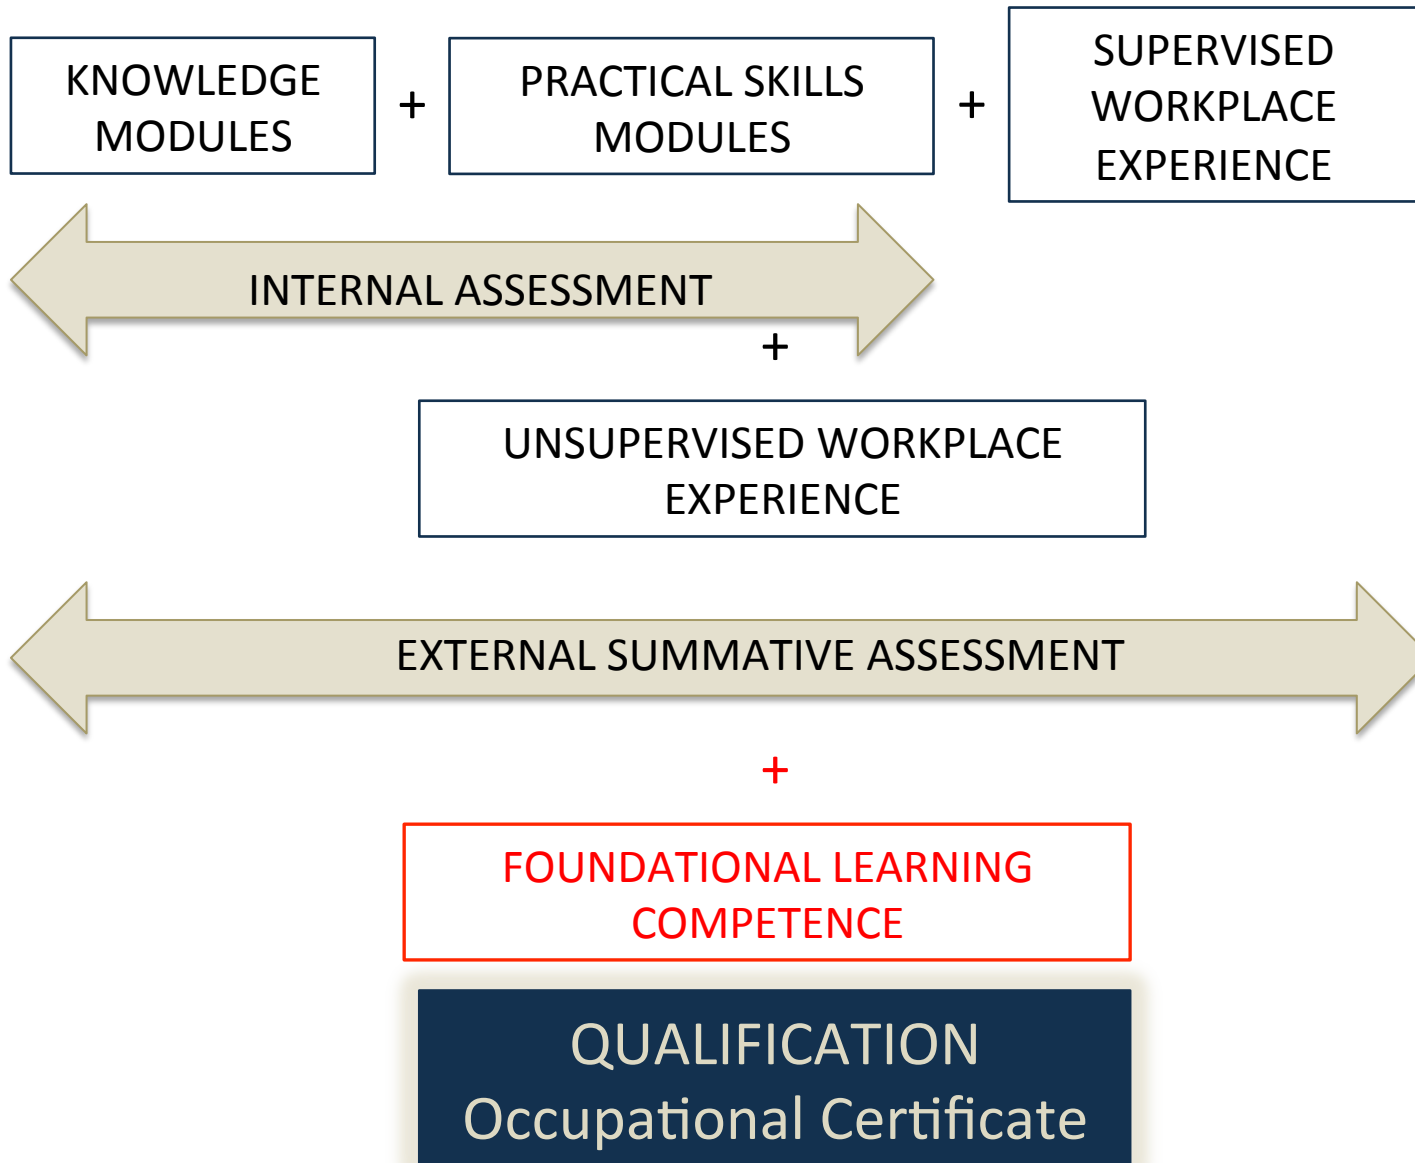 KNOWLEDGE
MODULES
+
PRACTICAL SKILLS
MODULES
+
SUPERVISED
WORKPLACE
EXPERIENCE
INTERNAL ASSESSMENT
+
UNSUPERVISED WORKPLACE
EXPERIENCE
EXTERNAL SUMMATIVE ASSESSMENT
+
FOUNDATIONAL LEARNING
COMPETENCE
QUALIFICATION
Occupational Certificate